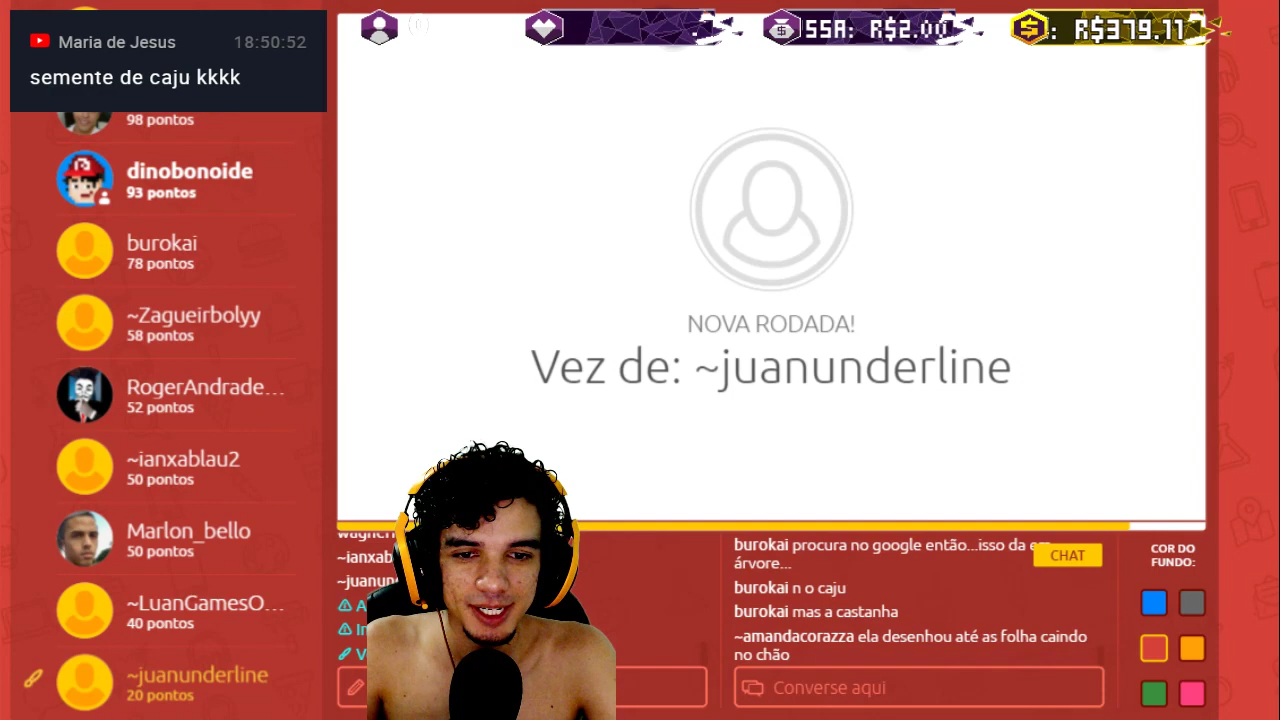 Maria de Jesus 18:50:52
semente de caju kkkk
98 pontos
dinobonoide
93 pontos
burokai
78 pontos
~Zagueirbolyy
58 pontos
RogerAndrade...
52 pontos
~ianxablau2
50 pontos
Marlon_bello
50 pontos
~LuanGamesO...
40 pontos
~juanunderline
20 pontos
SSA: R$2.00
: R$379.11
NOVA RODADA!
Vez de: ~juanunderline
~ianxab
~juanun
burokai procura no google então...isso da em
árvore...
burokai n o caju
burokai mas a castanha
~amandacorazza ela desenhou até as folha caindo
no chão
CHAT
Converse aqui
COR DO
FUNDO: